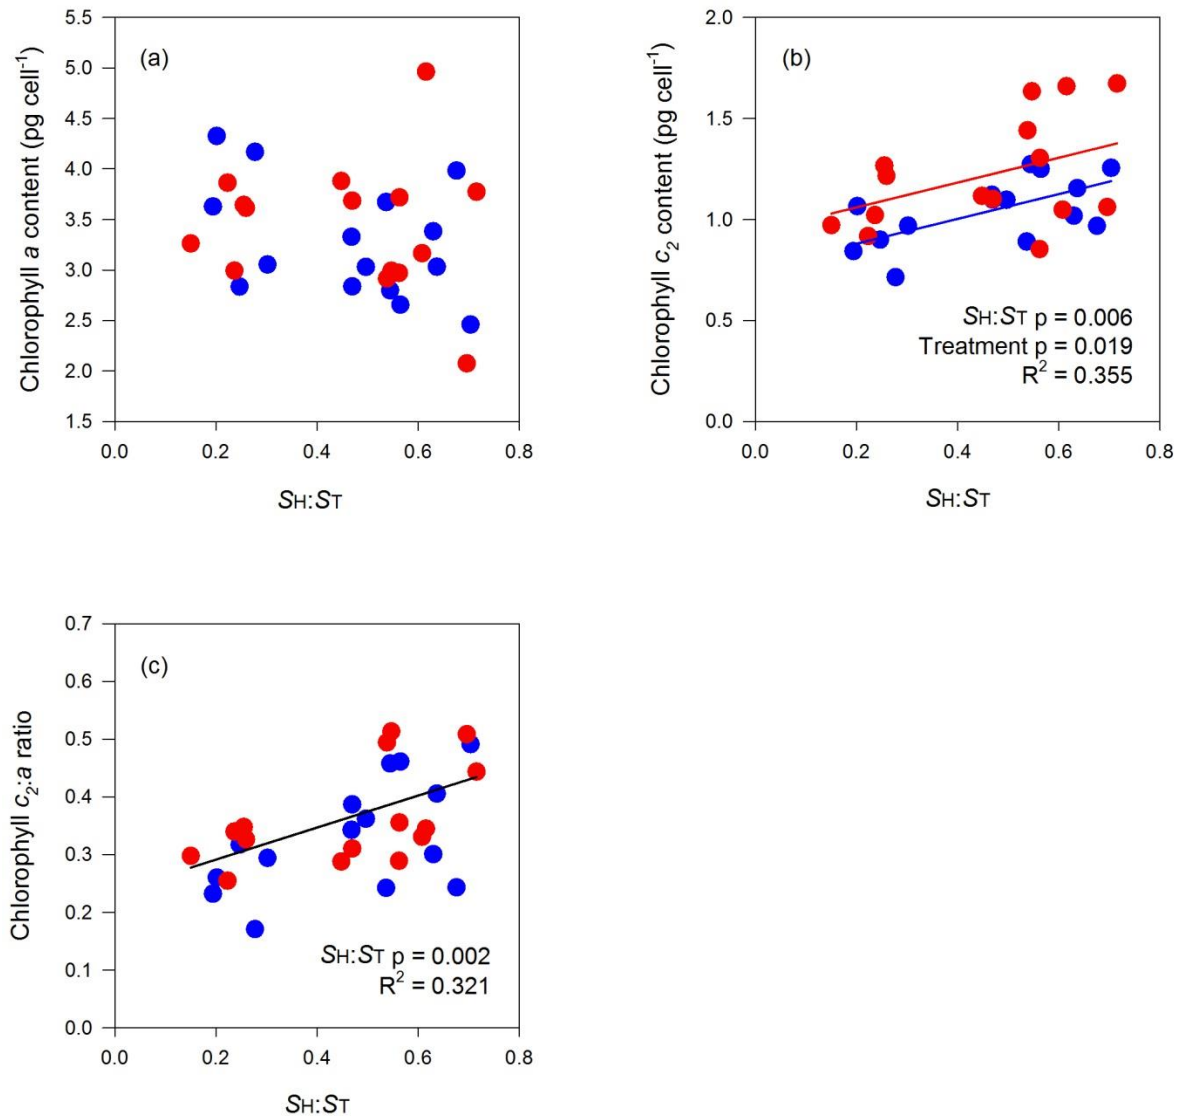 (a)
Chlorophyll a content (pg cell⁻¹)
5.5
5.0
4.5
4.0
3.5
3.0
2.5
2.0
1.5
0.0 0.2 0.4 0.6 0.8
SH:ST
(b)
Chlorophyll c₂ content (pg cell⁻¹)
2.0
1.5
1.0
0.5
0.0
SH:ST p = 0.006
Treatment p = 0.019
R² = 0.355
0.0 0.2 0.4 0.6 0.8
SH:ST
(c)
Chlorophyll c₂:a ratio
0.7
0.6
0.5
0.4
0.3
0.2
0.1
0.0
SH:ST p = 0.002
R² = 0.321
0.0 0.2 0.4 0.6 0.8
SH:ST